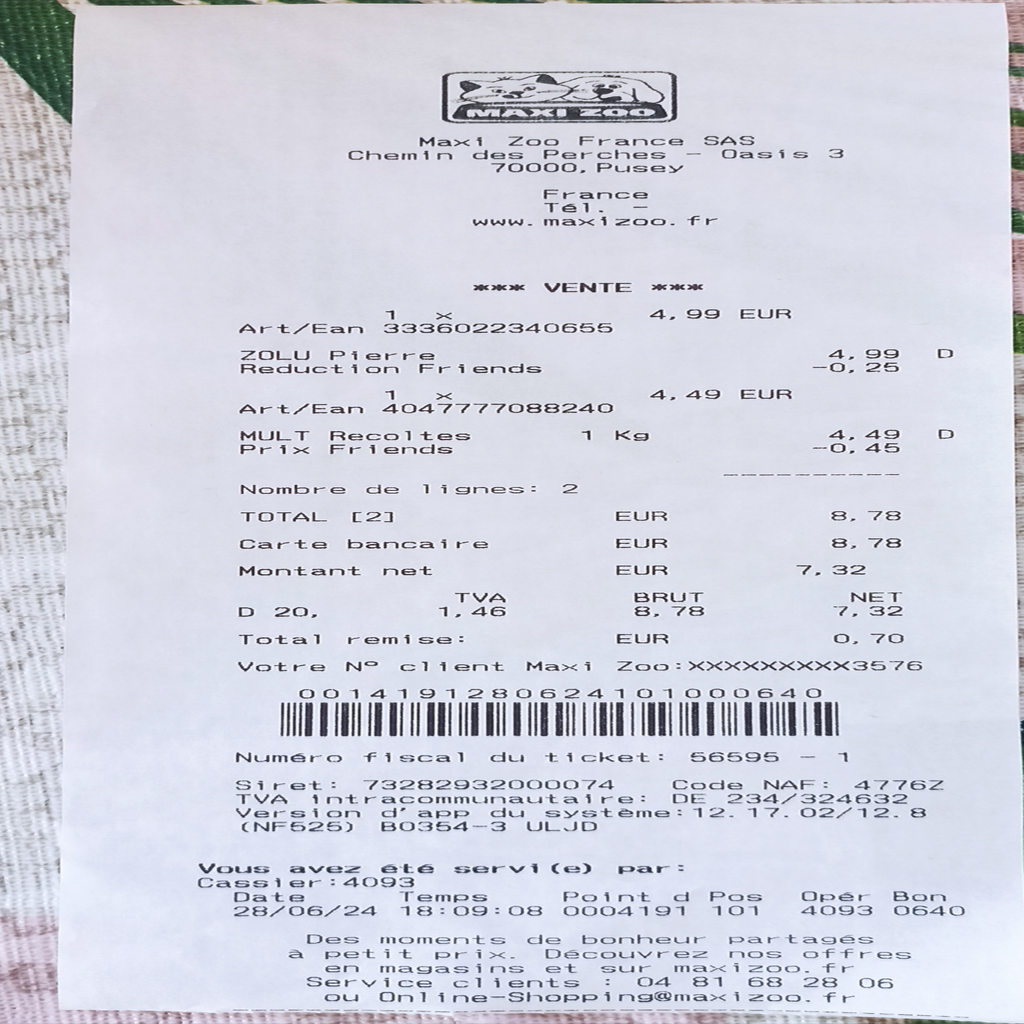 MAXI ZOO
Maxi Zoo France SAS
Chemin des Perches - Oasis 3
70000, Pusey
France
Tél. -
www.maxizoo.fr
*** VENTE ***
1 x 4,99 EUR
Art/Ean 3336022340655
ZOLU Pierre 4,99 D
Reduction Friends -0,25
1 x 4,49 EUR
Art/Ean 4047777088240
MULT Recoltes 1 Kg 4,49 D
Prix Friends -0,45
----------
Nombre de lignes: 2
TOTAL [2] EUR 8,78
Carte bancaire EUR 8,78
Montant net EUR 7,32
TVA BRUT NET
D 20, 1,46 8,78 7,32
Total remise: EUR 0,70
Votre N° client Maxi Zoo:XXXXXXXXX3576
00141912806241010006​40
Numéro fiscal du ticket: 56595 - 1
Siret: 73282932000074 Code NAF: 4776Z
TVA intracommunautaire: DE 234/324632
Version d'app du système:12.17.02/12.8
(NF525) B0354-3 ULJD
Vous avez été servi(e) par:
Cassier:4093
Date Temps Point d Pos Opér Bon
28/06/24 18:09:08 0004191 101 4093 0640
Des moments de bonheur partagés
à petit prix. Découvrez nos offres
en magasins et sur maxizoo.fr
Service clients : 04 81 68 28 06
ou Online-Shopping@maxizoo.fr